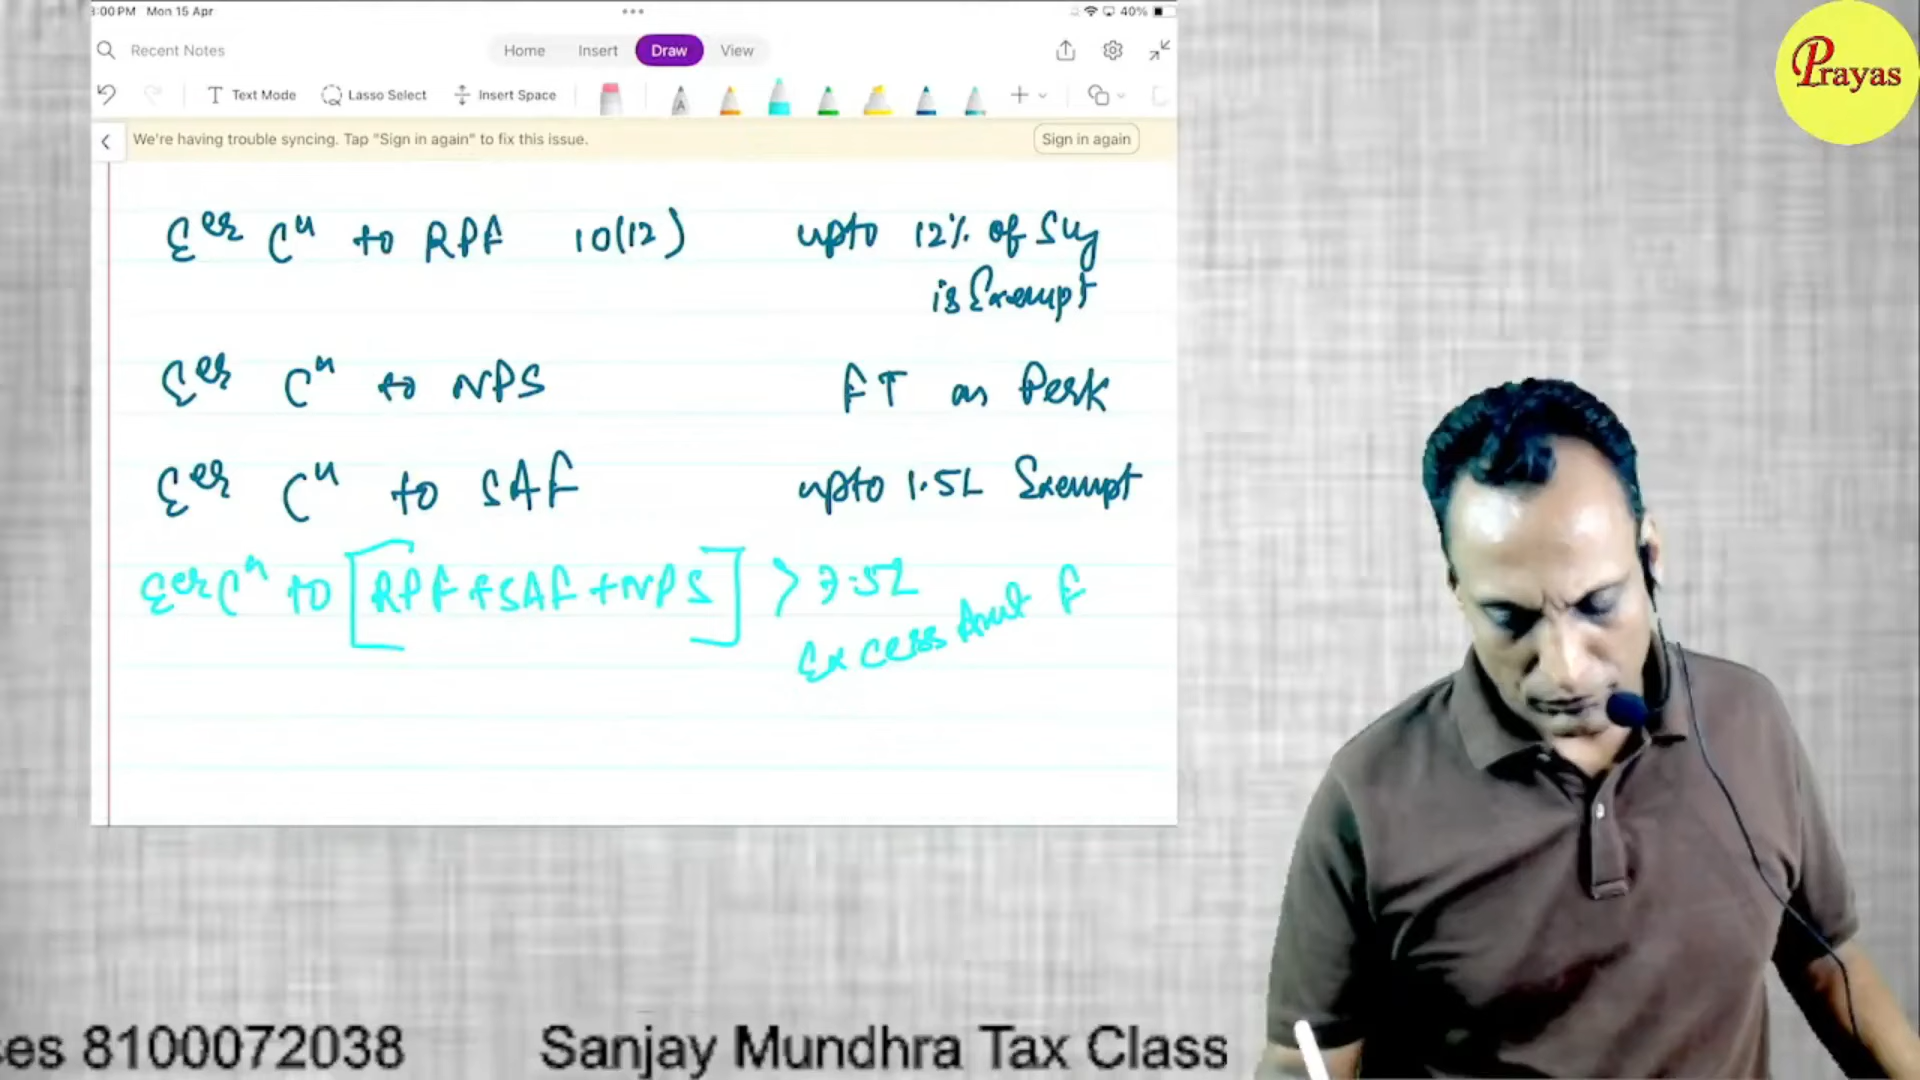 3:00 PM Mon 15 Apr
40%
Recent Notes
Home Insert Draw View
Text Mode Lasso Select Insert Space
We're having trouble syncing. Tap "Sign in again" to fix this issue.
Sign in again
Prayas
Eer Cn to RPF 10(12) upto 12% of Sly
is Exempt
Eer Cn to NPS FT as Perk
Eer Cn to SAF upto 1.5L Exempt
Eer Cn to [RPF + SAF + NPS] > 7.5L
Excess Amt F
es 8100072038 Sanjay Mundhra Tax Class